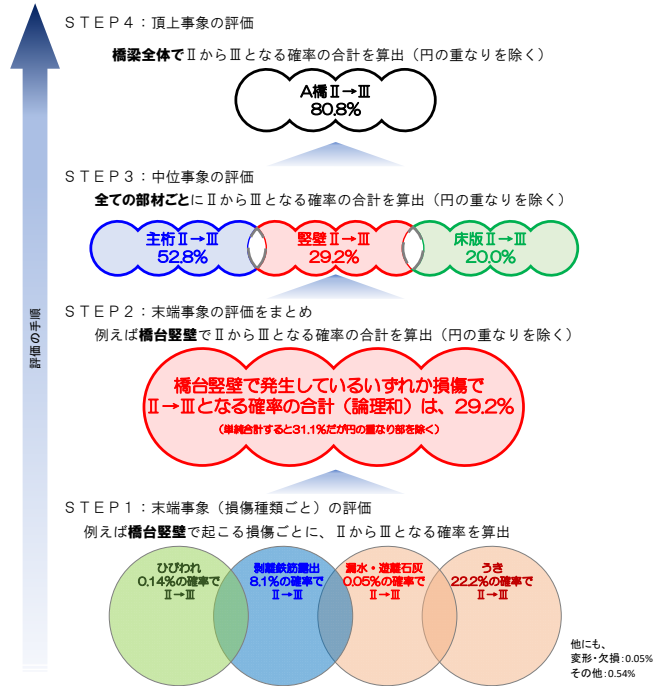 STEP4：頂上事象の評価
橋梁全体でⅡからⅢとなる確率の合計を算出（円の重なりを除く）
A橋Ⅱ→Ⅲ
80.8%
STEP3：中位事象の評価
全ての部材ごとにⅡからⅢとなる確率の合計を算出（円の重なりを除く）
主桁Ⅱ→Ⅲ
52.8%
竪壁Ⅱ→Ⅲ
29.2%
床版Ⅱ→Ⅲ
20.0%
STEP2：末端事象の評価をまとめ
例えば橋台竪壁でⅡからⅢとなる確率の合計を算出（円の重なりを除く）
橋台竪壁で発生しているいずれか損傷で
Ⅱ→Ⅲとなる確率の合計（論理和）は、29.2%
（単純合計すると31.1%だが円の重なり部を除く）
STEP1：末端事象（損傷種類ごと）の評価
例えば橋台竪壁で起こる損傷ごとに、ⅡからⅢとなる確率を算出
ひびわれ
0.14%の確率で
Ⅱ→Ⅲ
剥離鉄筋露出
8.1%の確率で
Ⅱ→Ⅲ
漏水・遊離石灰
0.05%の確率で
Ⅱ→Ⅲ
うき
22.2%の確率で
Ⅱ→Ⅲ
他にも、
変形・欠損：0.05%
その他：0.54%
評価の手順